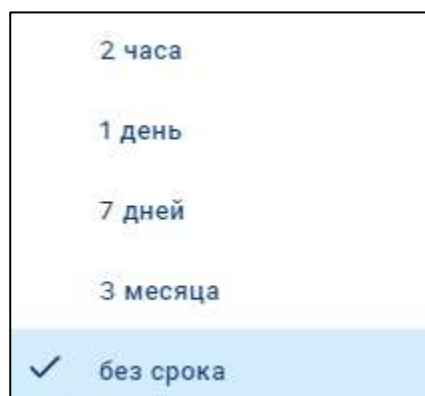 2 часа
1 день
7 дней
3 месяца
без срока